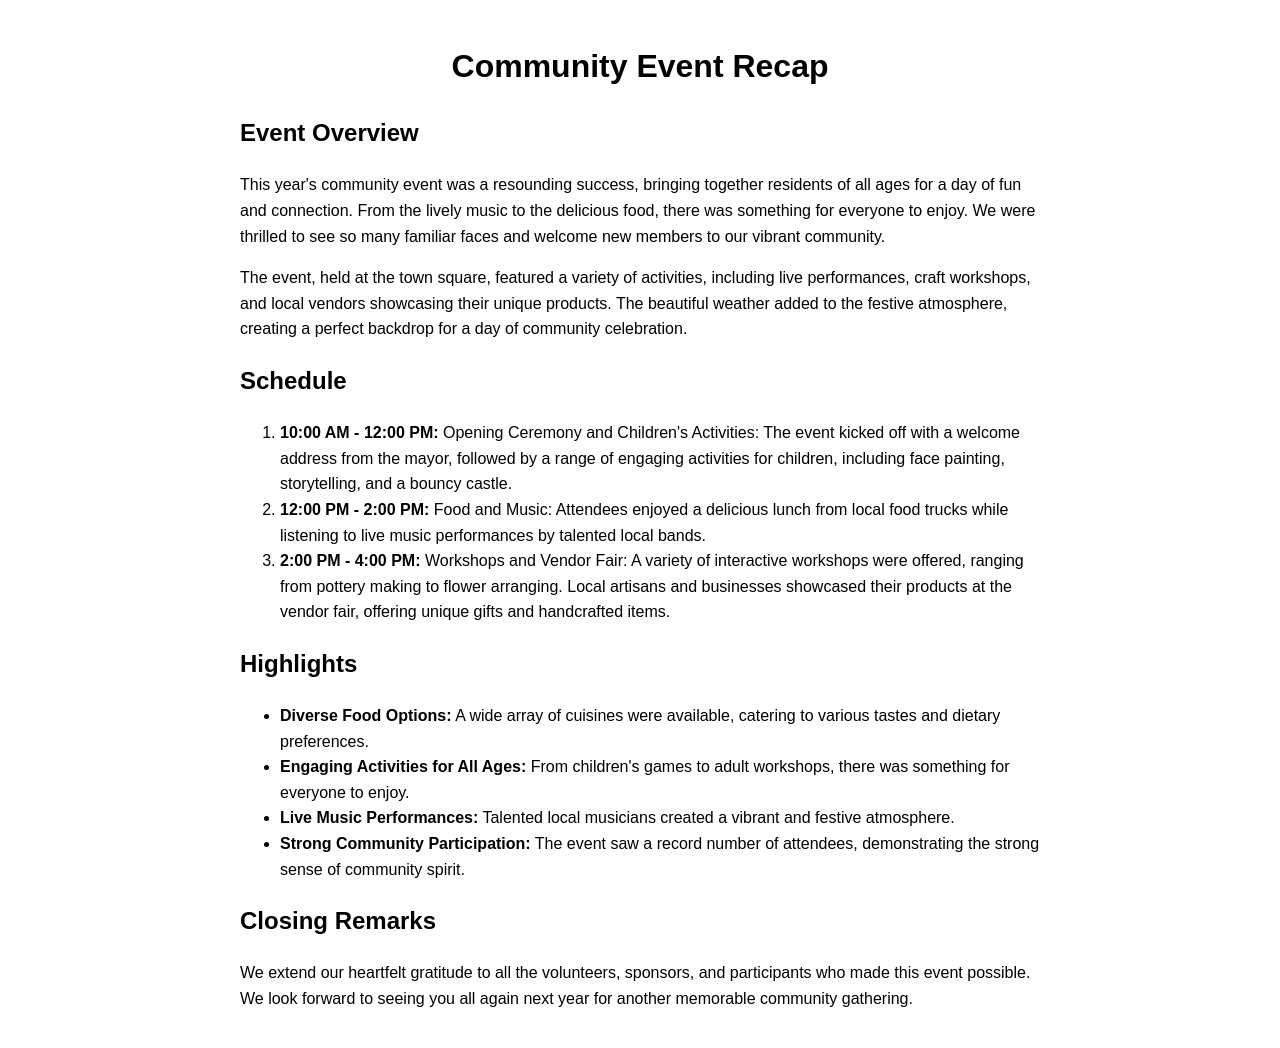 Community Event Recap
Event Overview
This year's community event was a resounding success, bringing together residents of all ages for a day of fun
and connection. From the lively music to the delicious food, there was something for everyone to enjoy. We were
thrilled to see so many familiar faces and welcome new members to our vibrant community.
The event, held at the town square, featured a variety of activities, including live performances, craft workshops,
and local vendors showcasing their unique products. The beautiful weather added to the festive atmosphere,
creating a perfect backdrop for a day of community celebration.
Schedule
1. 10:00 AM - 12:00 PM: Opening Ceremony and Children's Activities: The event kicked off with a welcome
address from the mayor, followed by a range of engaging activities for children, including face painting,
storytelling, and a bouncy castle.
2. 12:00 PM - 2:00 PM: Food and Music: Attendees enjoyed a delicious lunch from local food trucks while
listening to live music performances by talented local bands.
3. 2:00 PM - 4:00 PM: Workshops and Vendor Fair: A variety of interactive workshops were offered, ranging
from pottery making to flower arranging. Local artisans and businesses showcased their products at the
vendor fair, offering unique gifts and handcrafted items.
Highlights
• Diverse Food Options: A wide array of cuisines were available, catering to various tastes and dietary
preferences.
• Engaging Activities for All Ages: From children's games to adult workshops, there was something for
everyone to enjoy.
• Live Music Performances: Talented local musicians created a vibrant and festive atmosphere.
• Strong Community Participation: The event saw a record number of attendees, demonstrating the strong
sense of community spirit.
Closing Remarks
We extend our heartfelt gratitude to all the volunteers, sponsors, and participants who made this event possible.
We look forward to seeing you all again next year for another memorable community gathering.